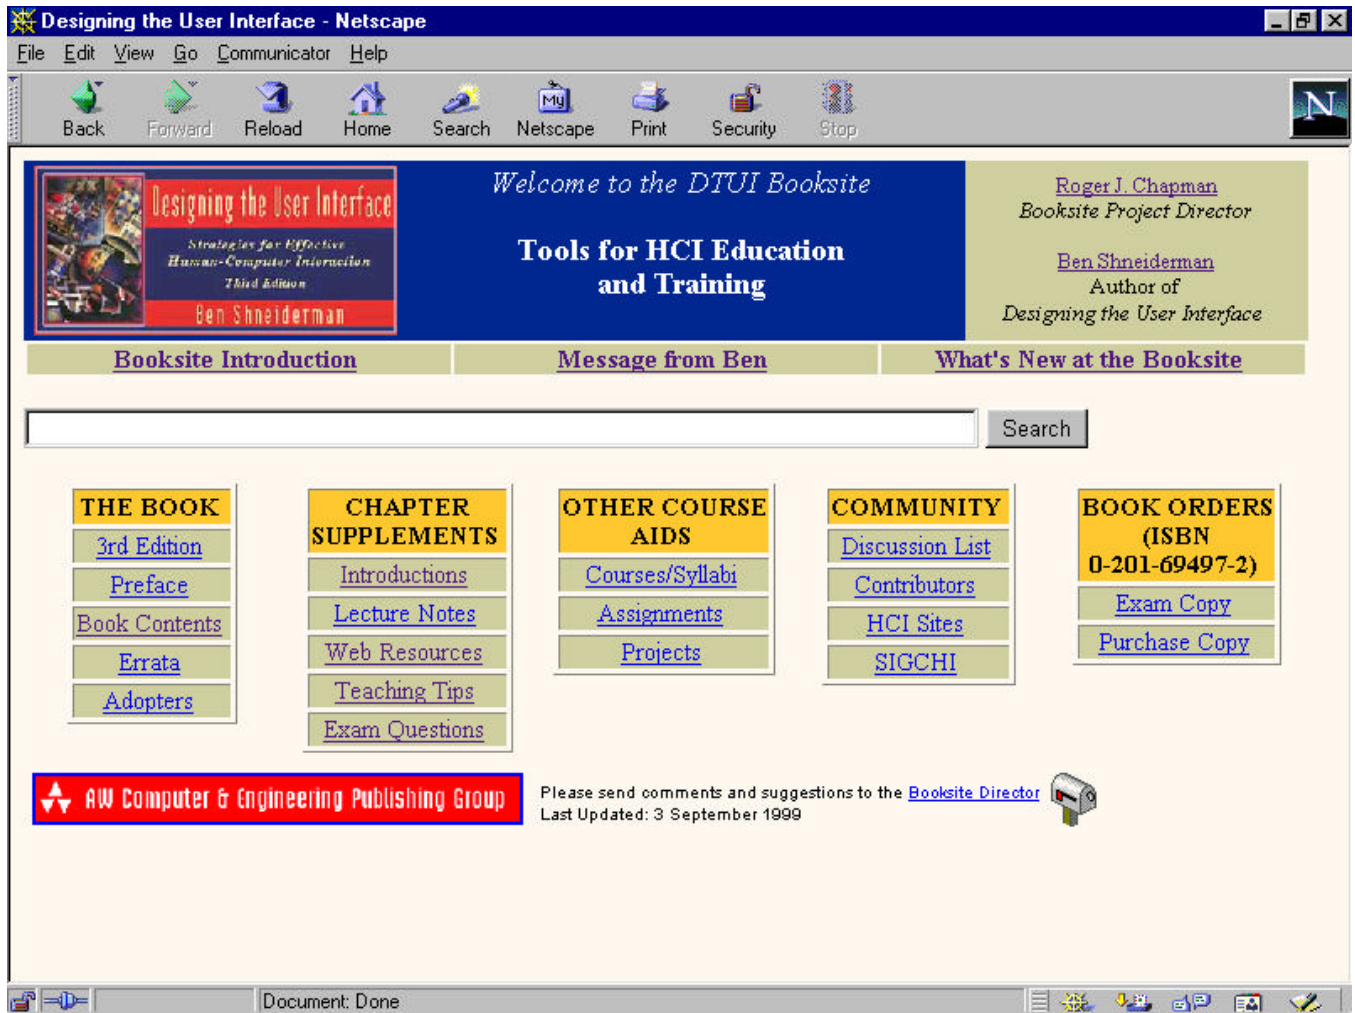 Designing the User Interface - Netscape
File Edit View Go Communicator Help
My
N
Back Forward Reload Home Search Netscape Print Security Stop
Designing the User Interface
Strategies for Effective
Human-Computer Interaction
Third Edition
Ben Shneiderman
Welcome to the DTUI Booksite
Tools for HCI Education
and Training
Roger J. Chapman
Booksite Project Director
Ben Shneiderman
Author of
Designing the User Interface
Booksite Introduction
Message from Ben
What's New at the Booksite
Search
THE BOOK
3rd Edition
Preface
Book Contents
Errata
Adopters
CHAPTER
SUPPLEMENTS
Introductions
Lecture Notes
Web Resources
Teaching Tips
Exam Questions
OTHER COURSE
AIDS
Courses/Syllabi
Assignments
Projects
COMMUNITY
Discussion List
Contributors
HCI Sites
SIGCHI
BOOK ORDERS
(ISBN
0-201-69497-2)
Exam Copy
Purchase Copy
AW Computer & Engineering Publishing Group
Please send comments and suggestions to the Booksite Director
Last Updated: 3 September 1999
Document: Done